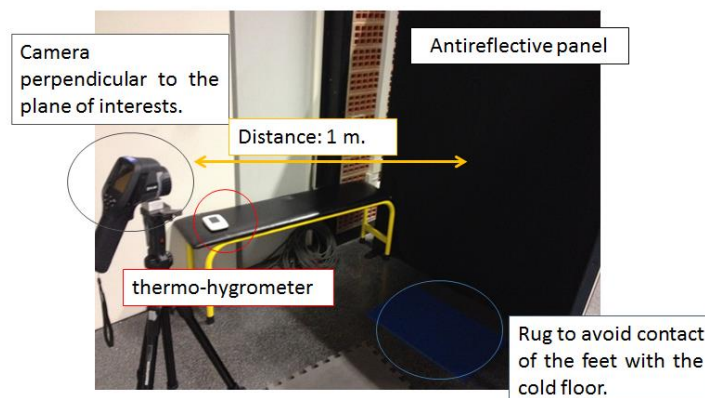 Camera
perpendicular to the
plane of interests.
Antireflective panel
Distance: 1 m.
thermo-hygrometer
Rug to avoid contact
of the feet with the
cold floor.